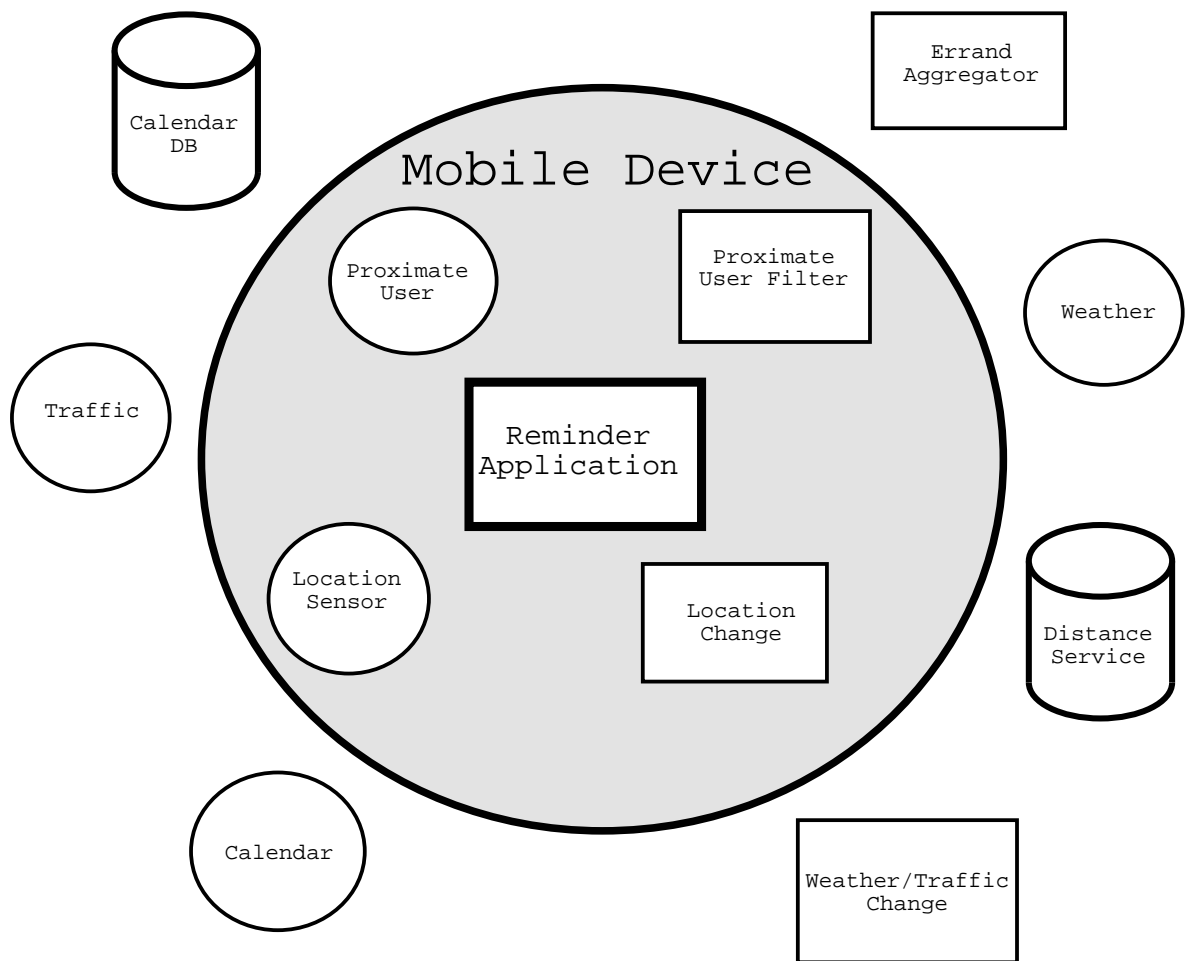 Errand
Aggregator
Calendar
DB
Mobile Device
Proximate
User
Proximate
User Filter
Weather
Traffic
Reminder
Application
Location
Sensor
Location
Change
Distance
Service
Calendar
Weather/Traffic
Change